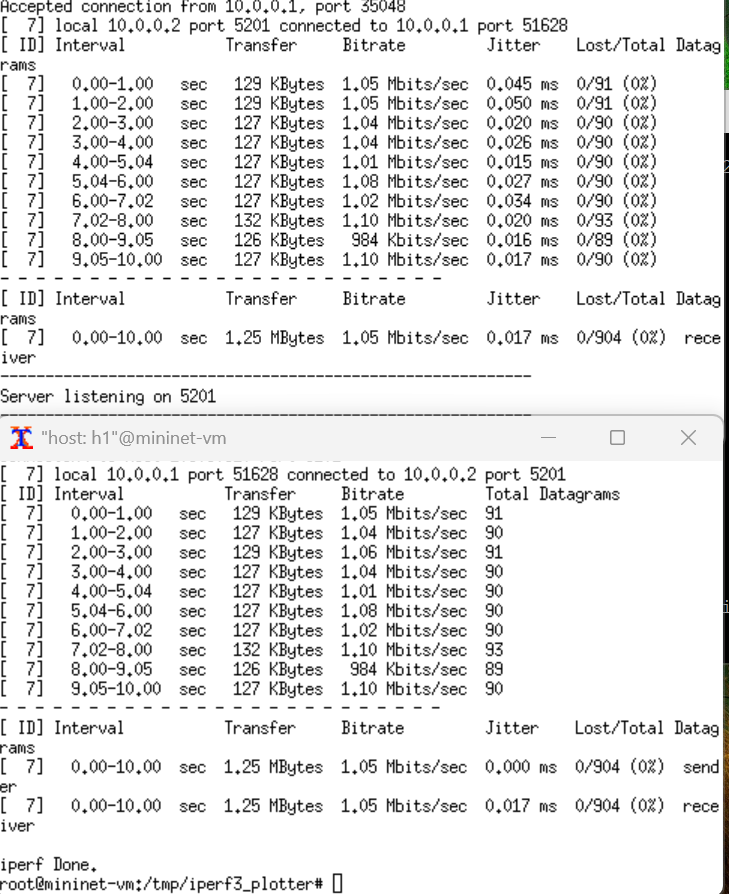 Accepted connection from 10.0.0.1, port 35048
[  7] local 10.0.0.2 port 5201 connected to 10.0.0.1 port 51628
[ ID] Interval           Transfer     Bitrate         Jitter    Lost/Total Datag
rams
[  7]   0.00-1.00   sec   129 KBytes  1.05 Mbits/sec  0.045 ms  0/91 (0%)
[  7]   1.00-2.00   sec   129 KBytes  1.05 Mbits/sec  0.050 ms  0/91 (0%)
[  7]   2.00-3.00   sec   127 KBytes  1.04 Mbits/sec  0.020 ms  0/90 (0%)
[  7]   3.00-4.00   sec   127 KBytes  1.04 Mbits/sec  0.026 ms  0/90 (0%)
[  7]   4.00-5.04   sec   127 KBytes  1.01 Mbits/sec  0.015 ms  0/90 (0%)
[  7]   5.04-6.00   sec   127 KBytes  1.08 Mbits/sec  0.027 ms  0/90 (0%)
[  7]   6.00-7.02   sec   127 KBytes  1.02 Mbits/sec  0.034 ms  0/90 (0%)
[  7]   7.02-8.00   sec   132 KBytes  1.10 Mbits/sec  0.020 ms  0/93 (0%)
[  7]   8.00-9.05   sec   126 KBytes   984 Kbits/sec  0.016 ms  0/89 (0%)
[  7]   9.05-10.00  sec   127 KBytes  1.10 Mbits/sec  0.017 ms  0/90 (0%)
- - - - - - - - - - - - - - - - - - - - - - - - -
[ ID] Interval           Transfer     Bitrate         Jitter    Lost/Total Datag
rams
[  7]   0.00-10.00  sec  1.25 MBytes  1.05 Mbits/sec  0.017 ms  0/904 (0%)  rece
iver
-----------------------------------------------------------
Server listening on 5201
"host: h1"@mininet-vm
[  7] local 10.0.0.1 port 51628 connected to 10.0.0.2 port 5201
[ ID] Interval           Transfer     Bitrate         Total Datagrams
[  7]   0.00-1.00   sec   129 KBytes  1.05 Mbits/sec  91
[  7]   1.00-2.00   sec   127 KBytes  1.04 Mbits/sec  90
[  7]   2.00-3.00   sec   129 KBytes  1.06 Mbits/sec  91
[  7]   3.00-4.00   sec   127 KBytes  1.04 Mbits/sec  90
[  7]   4.00-5.04   sec   127 KBytes  1.01 Mbits/sec  90
[  7]   5.04-6.00   sec   127 KBytes  1.08 Mbits/sec  90
[  7]   6.00-7.02   sec   127 KBytes  1.02 Mbits/sec  90
[  7]   7.02-8.00   sec   132 KBytes  1.10 Mbits/sec  93
[  7]   8.00-9.05   sec   126 KBytes   984 Kbits/sec  89
[  7]   9.05-10.00  sec   127 KBytes  1.10 Mbits/sec  90
- - - - - - - - - - - - - - - - - - - - - - - - -
[ ID] Interval           Transfer     Bitrate         Jitter    Lost/Total Datag
rams
[  7]   0.00-10.00  sec  1.25 MBytes  1.05 Mbits/sec  0.000 ms  0/904 (0%)  send
er
[  7]   0.00-10.00  sec  1.25 MBytes  1.05 Mbits/sec  0.017 ms  0/904 (0%)  rece
iver
iperf Done.
root@mininet-vm:/tmp/iperf3_plotter#